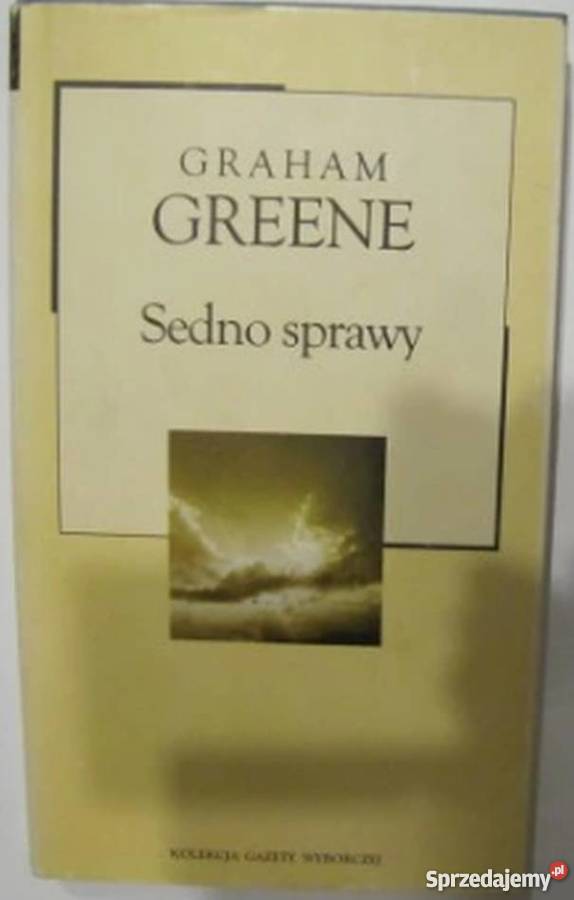 GRAHAM
GREENE
Sedno sprawy
KOLEKCJA GAZETY WYBORCZEJ
Sprzedajemy.pl